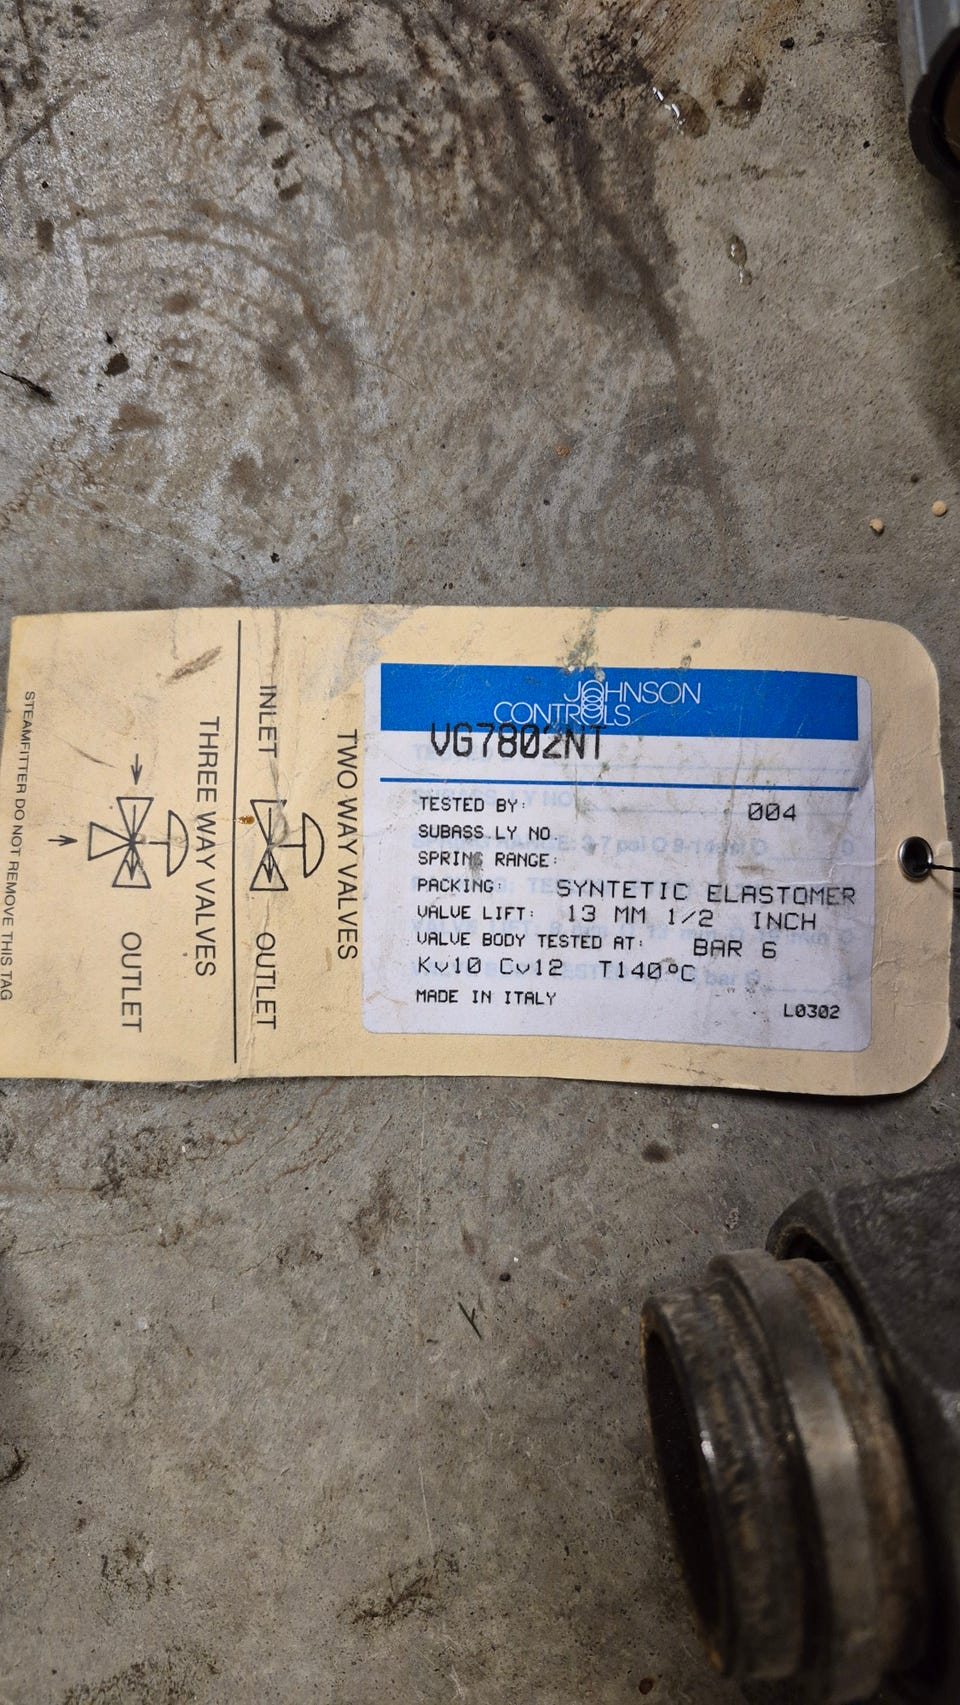 JOHNSON
CONTROLS
VG7802NT
TESTED BY: 004
SUBASS.LY NO.
SPRING RANGE:
PACKING: SYNTETIC ELASTOMER
VALVE LIFT: 13 MM 1/2 INCH
VALVE BODY TESTED AT: BAR 6
Kv10 Cv12 T140°C
MADE IN ITALY
L0302
TWO WAY VALVES
INLET OUTLET
THREE WAY VALVES
OUTLET
STEAMFITTER DO NOT REMOVE THIS TAG